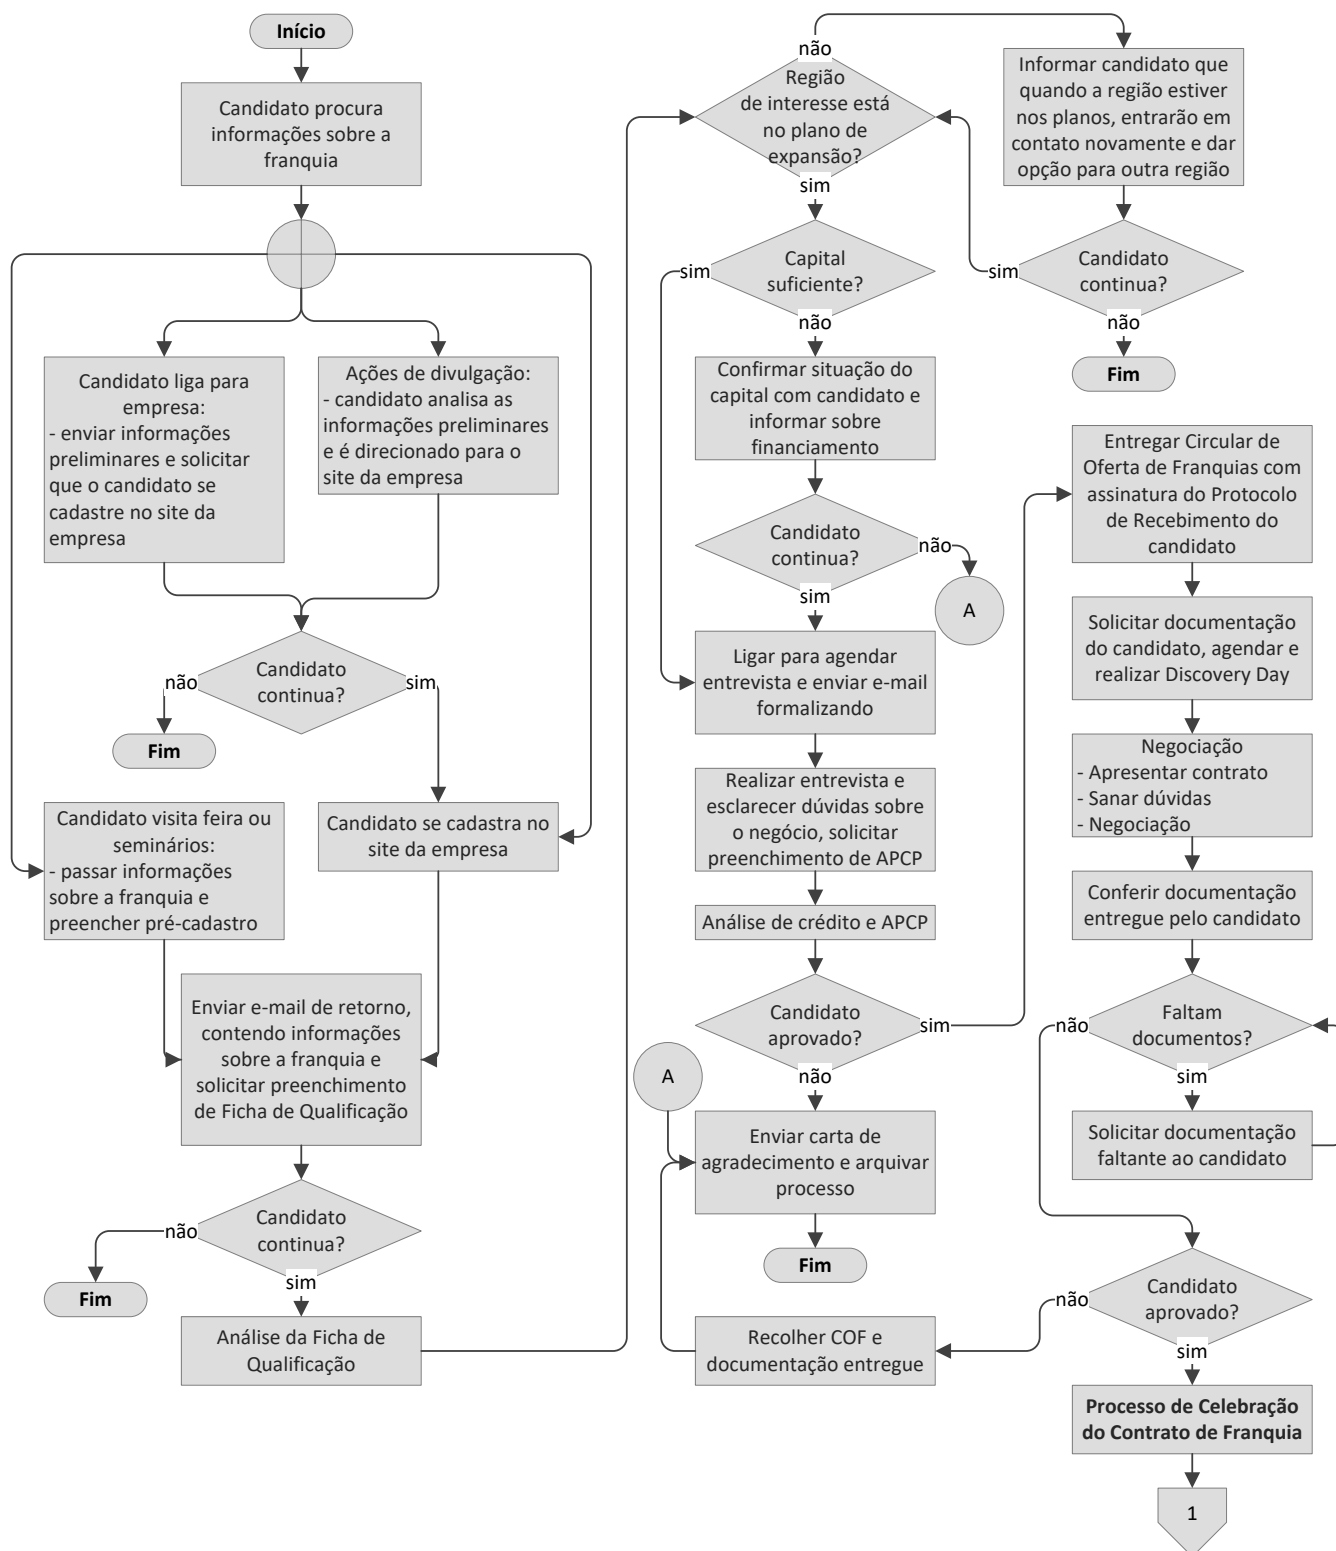 Início
Candidato procura
informações sobre a
franquia
Candidato liga para
empresa:
- enviar informações
preliminares e solicitar
que o candidato se
cadastre no site da
empresa
Ações de divulgação:
- candidato analisa as
informações preliminares
e é direcionado para o
site da empresa
Candidato
continua?
não
sim
Fim
Candidato visita feira ou
seminários:
- passar informações
sobre a franquia e
preencher pré-cadastro
Candidato se cadastra no
site da empresa
Enviar e-mail de retorno,
contendo informações
sobre a franquia e
solicitar preenchimento
de Ficha de Qualificação
Candidato
continua?
não
sim
Fim
Análise da Ficha de
Qualificação
não
Região
de interesse está
no plano de
expansão?
sim
Informar candidato que
quando a região estiver
nos planos, entrarão em
contato novamente e dar
opção para outra região
Candidato
continua?
sim
não
Fim
Capital
suficiente?
sim
não
Confirmar situação do
capital com candidato e
informar sobre
financiamento
Candidato
continua?
não
A
sim
Ligar para agendar
entrevista e enviar e-mail
formalizando
Realizar entrevista e
esclarecer dúvidas sobre
o negócio, solicitar
preenchimento de APCP
Análise de crédito e APCP
Candidato
aprovado?
sim
não
A
Enviar carta de
agradecimento e arquivar
processo
Fim
Recolher COF e
documentação entregue
Entregar Circular de
Oferta de Franquias com
assinatura do Protocolo
de Recebimento do
candidato
Solicitar documentação
do candidato, agendar e
realizar Discovery Day
Negociação
- Apresentar contrato
- Sanar dúvidas
- Negociação
Conferir documentação
entregue pelo candidato
Faltam
documentos?
não
sim
Solicitar documentação
faltante ao candidato
Candidato
aprovado?
não
sim
Processo de Celebração
do Contrato de Franquia
1